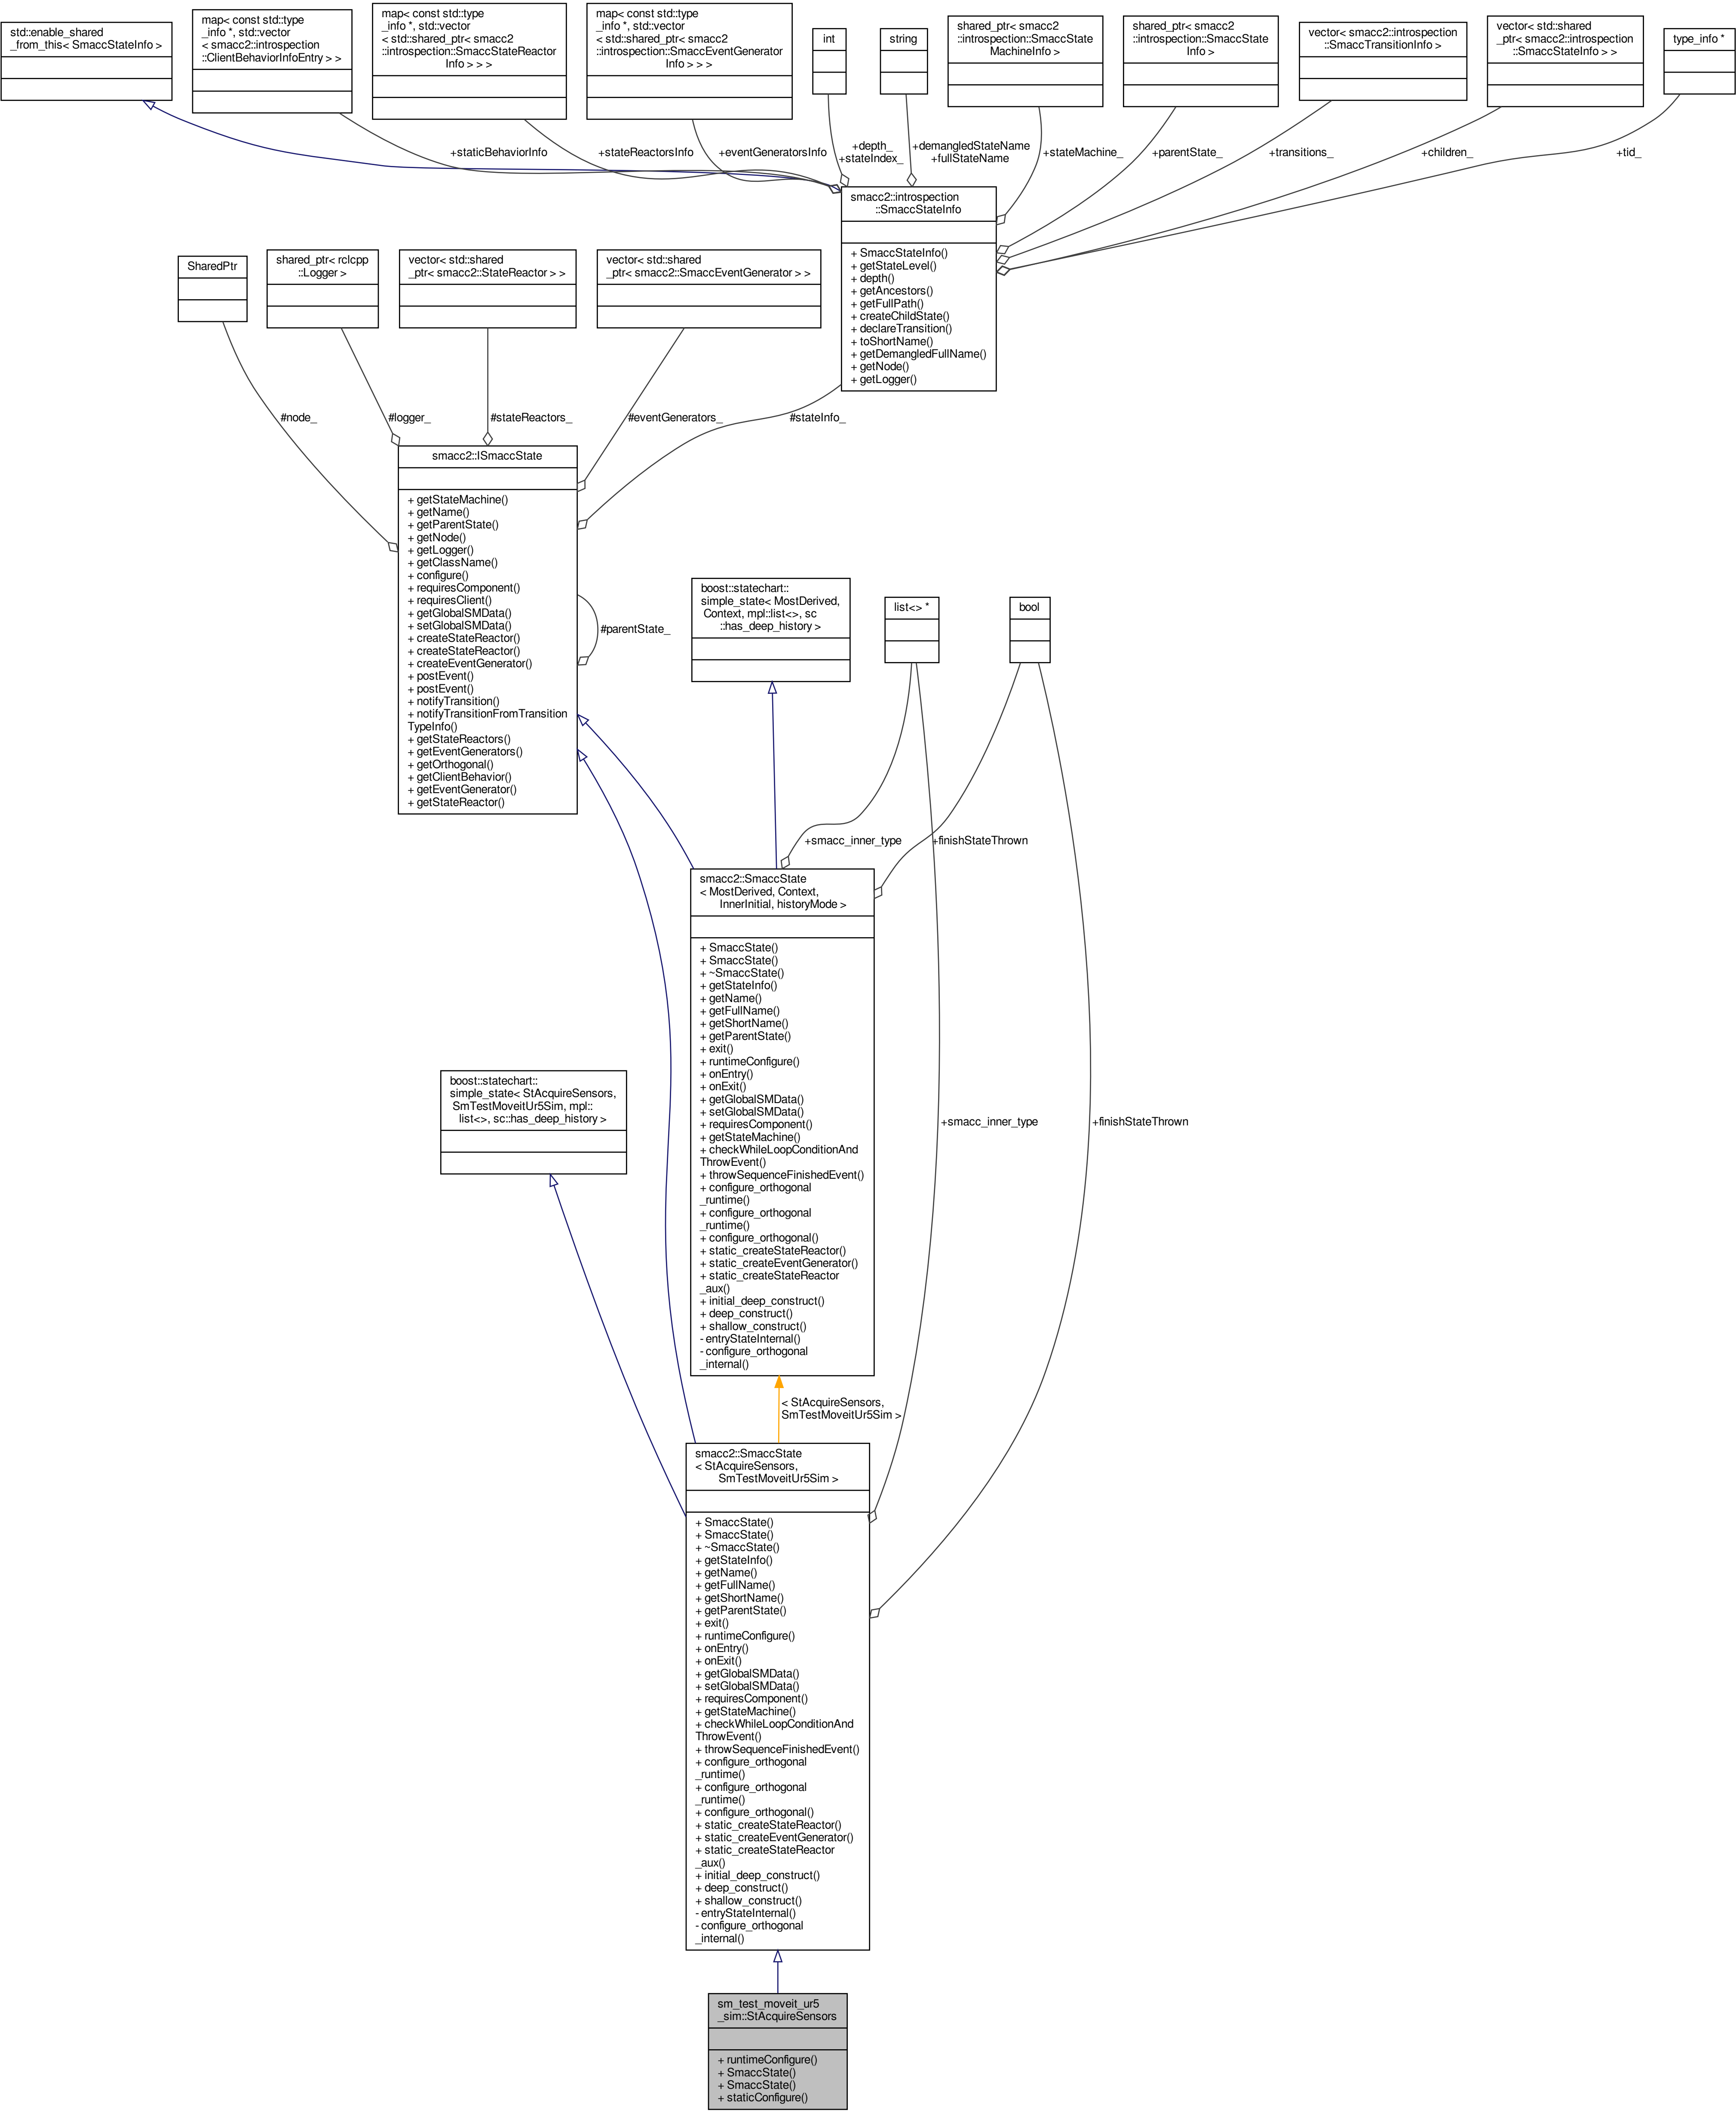 std::enable_shared
_from_this< SmaccStateInfo >
map< const std::type
_info *, std::vector
< smacc2::introspection
::ClientBehaviorInfoEntry > >
map< const std::type
_info *, std::vector
< std::shared_ptr< smacc2
::introspection::SmaccStateReactor
Info > > >
map< const std::type
_info *, std::vector
< std::shared_ptr< smacc2
::introspection::SmaccEventGenerator
Info > > >
int
string
shared_ptr< smacc2
::introspection::SmaccState
MachineInfo >
shared_ptr< smacc2
::introspection::SmaccState
Info >
vector< smacc2::introspection
::SmaccTransitionInfo >
vector< std::shared
_ptr< smacc2::introspection
::SmaccStateInfo > >
type_info *
+staticBehaviorInfo
+stateReactorsInfo
+eventGeneratorsInfo
+depth_
+stateIndex_
+demangledStateName
+fullStateName
+stateMachine_
+parentState_
+transitions_
+children_
+tid_
smacc2::introspection
::SmaccStateInfo
+ SmaccStateInfo()
+ getStateLevel()
+ depth()
+ getAncestors()
+ getFullPath()
+ createChildState()
+ declareTransition()
+ toShortName()
+ getDemangledFullName()
+ getNode()
+ getLogger()
SharedPtr
shared_ptr< rclcpp
::Logger >
vector< std::shared
_ptr< smacc2::StateReactor > >
vector< std::shared
_ptr< smacc2::SmaccEventGenerator > >
#node_
#logger_
#stateReactors_
#eventGenerators_
#stateInfo_
smacc2::ISmaccState
+ getStateMachine()
+ getName()
+ getParentState()
+ getNode()
+ getLogger()
+ getClassName()
+ configure()
+ requiresComponent()
+ requiresClient()
+ getGlobalSMData()
+ setGlobalSMData()
+ createStateReactor()
+ createStateReactor()
+ createEventGenerator()
+ postEvent()
+ postEvent()
+ notifyTransition()
+ notifyTransitionFromTransition
TypeInfo()
+ getStateReactors()
+ getEventGenerators()
+ getOrthogonal()
+ getClientBehavior()
+ getEventGenerator()
+ getStateReactor()
#parentState_
boost::statechart::
simple_state< MostDerived,
Context, mpl::list<>, sc
::has_deep_history >
list<> *
bool
+smacc_inner_type
+finishStateThrown
smacc2::SmaccState
< MostDerived, Context,
InnerInitial, historyMode >
+ SmaccState()
+ SmaccState()
+ ~SmaccState()
+ getStateInfo()
+ getName()
+ getFullName()
+ getShortName()
+ getParentState()
+ exit()
+ runtimeConfigure()
+ onEntry()
+ onExit()
+ getGlobalSMData()
+ setGlobalSMData()
+ requiresComponent()
+ getStateMachine()
+ checkWhileLoopConditionAnd
ThrowEvent()
+ throwSequenceFinishedEvent()
+ configure_orthogonal
_runtime()
+ configure_orthogonal
_runtime()
+ configure_orthogonal()
+ static_createStateReactor()
+ static_createEventGenerator()
+ static_createStateReactor
_aux()
+ initial_deep_construct()
+ deep_construct()
+ shallow_construct()
- entryStateInternal()
- configure_orthogonal
_internal()
boost::statechart::
simple_state< StAcquireSensors,
SmTestMoveitUr5Sim, mpl::
list<>, sc::has_deep_history >
+smacc_inner_type
+finishStateThrown
< StAcquireSensors,
SmTestMoveitUr5Sim >
smacc2::SmaccState
< StAcquireSensors,
SmTestMoveitUr5Sim >
+ SmaccState()
+ SmaccState()
+ ~SmaccState()
+ getStateInfo()
+ getName()
+ getFullName()
+ getShortName()
+ getParentState()
+ exit()
+ runtimeConfigure()
+ onEntry()
+ onExit()
+ getGlobalSMData()
+ setGlobalSMData()
+ requiresComponent()
+ getStateMachine()
+ checkWhileLoopConditionAnd
ThrowEvent()
+ throwSequenceFinishedEvent()
+ configure_orthogonal
_runtime()
+ configure_orthogonal
_runtime()
+ configure_orthogonal()
+ static_createStateReactor()
+ static_createEventGenerator()
+ static_createStateReactor
_aux()
+ initial_deep_construct()
+ deep_construct()
+ shallow_construct()
- entryStateInternal()
- configure_orthogonal
_internal()
sm_test_moveit_ur5
_sim::StAcquireSensors
+ runtimeConfigure()
+ SmaccState()
+ SmaccState()
+ staticConfigure()